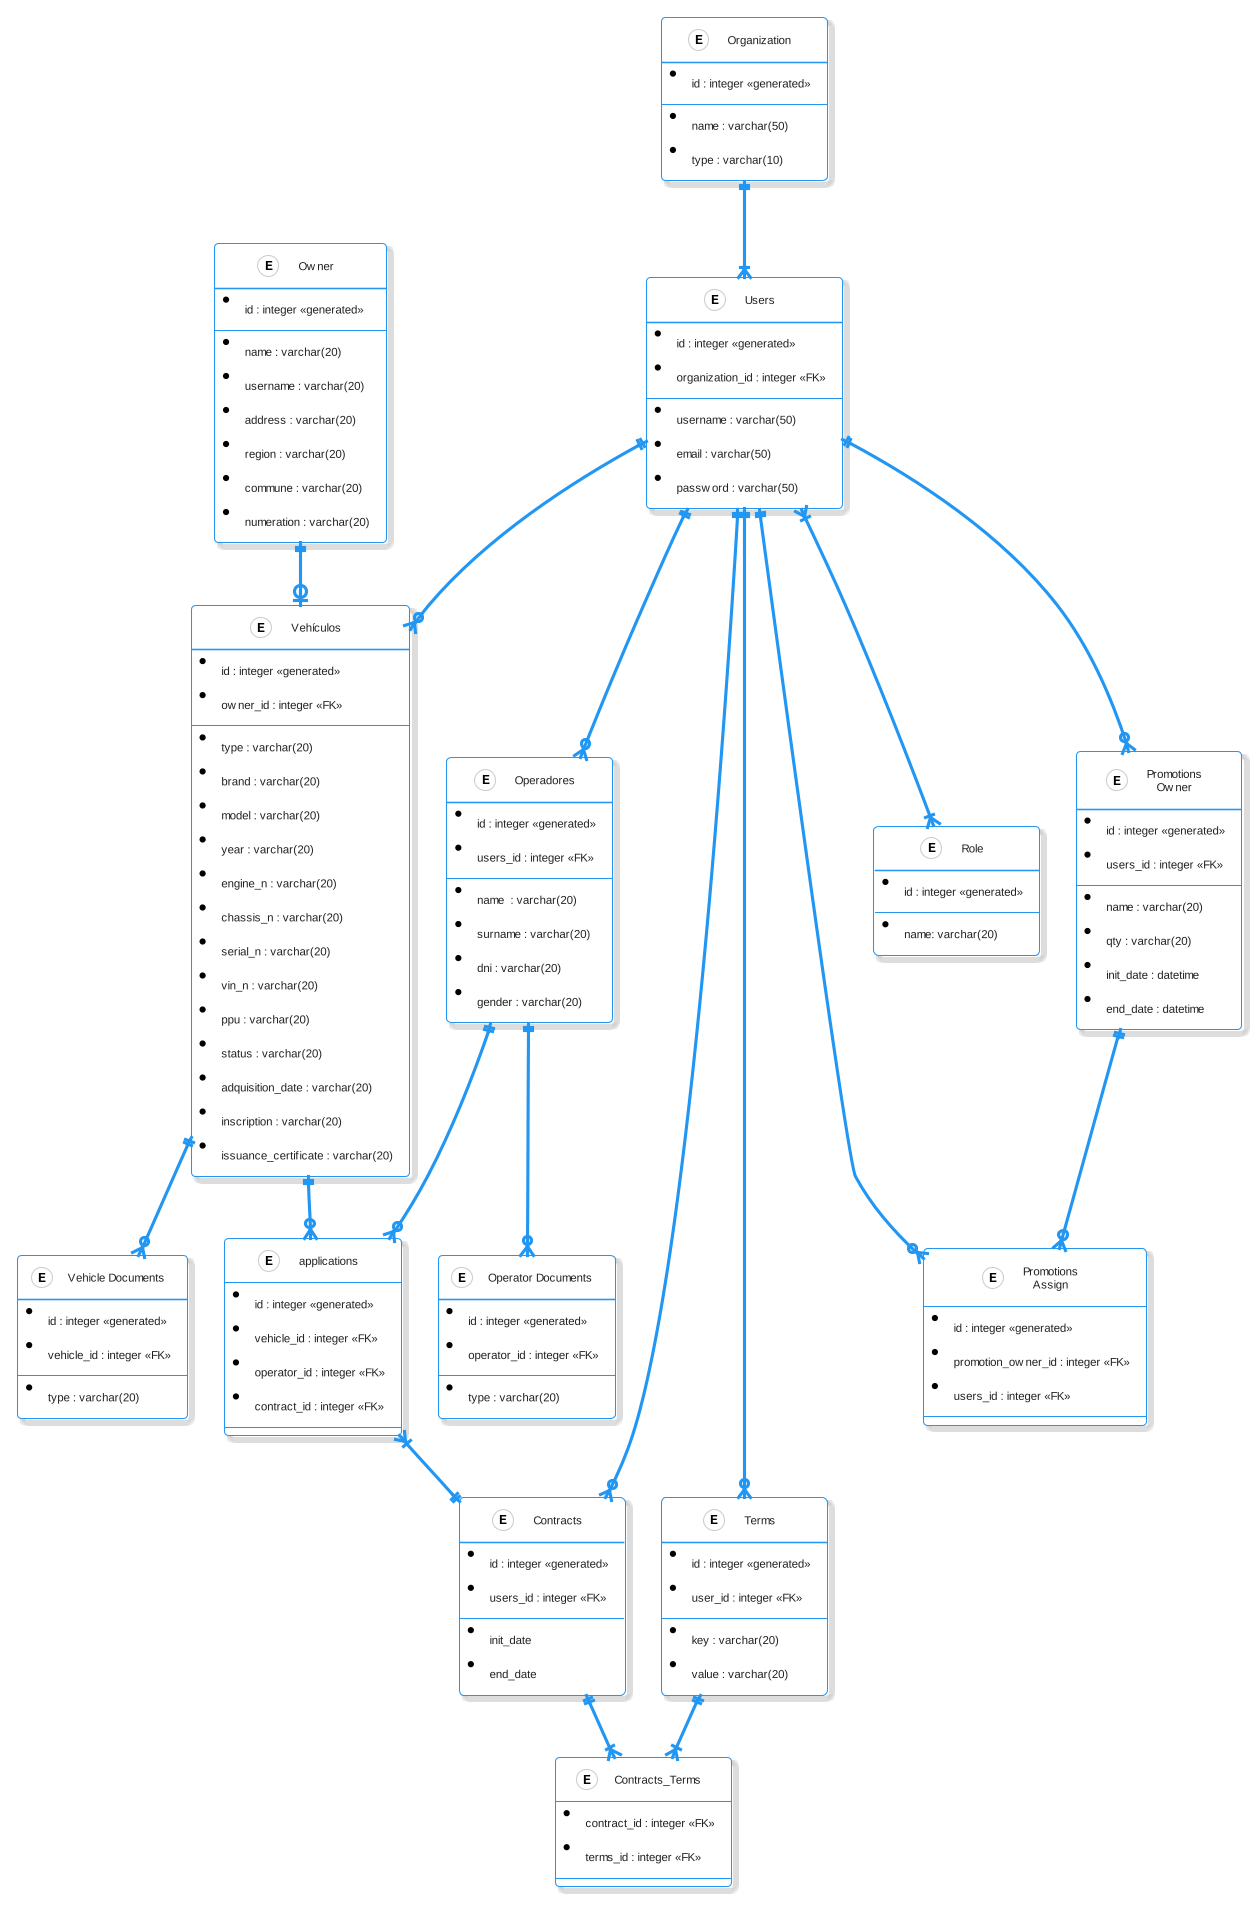 E Organization
id : integer «generated»
name : varchar(50)
type : varchar(10)
E Owner
id : integer «generated»
name : varchar(20)
username : varchar(20)
address : varchar(20)
region : varchar(20)
commune : varchar(20)
numeration : varchar(20)
E Users
id : integer «generated»
organization_id : integer «FK»
username : varchar(50)
email : varchar(50)
password : varchar(50)
E Vehículos
id : integer «generated»
owner_id : integer «FK»
type : varchar(20)
brand : varchar(20)
model : varchar(20)
year : varchar(20)
engine_n : varchar(20)
chassis_n : varchar(20)
serial_n : varchar(20)
vin_n : varchar(20)
ppu : varchar(20)
status : varchar(20)
adquisition_date : varchar(20)
inscription : varchar(20)
issuance_certificate : varchar(20)
E Operadores
id : integer «generated»
users_id : integer «FK»
name : varchar(20)
surname : varchar(20)
dni : varchar(20)
gender : varchar(20)
E Role
id : integer «generated»
name: varchar(20)
E Promotions
Owner
id : integer «generated»
users_id : integer «FK»
name : varchar(20)
qty : varchar(20)
init_date : datetime
end_date : datetime
E Vehicle Documents
id : integer «generated»
vehicle_id : integer «FK»
type : varchar(20)
E applications
id : integer «generated»
vehicle_id : integer «FK»
operator_id : integer «FK»
contract_id : integer «FK»
E Operator Documents
id : integer «generated»
operator_id : integer «FK»
type : varchar(20)
E Promotions
Assign
id : integer «generated»
promotion_owner_id : integer «FK»
users_id : integer «FK»
E Contracts
id : integer «generated»
users_id : integer «FK»
init_date
end_date
E Terms
id : integer «generated»
user_id : integer «FK»
key : varchar(20)
value : varchar(20)
E Contracts_Terms
contract_id : integer «FK»
terms_id : integer «FK»